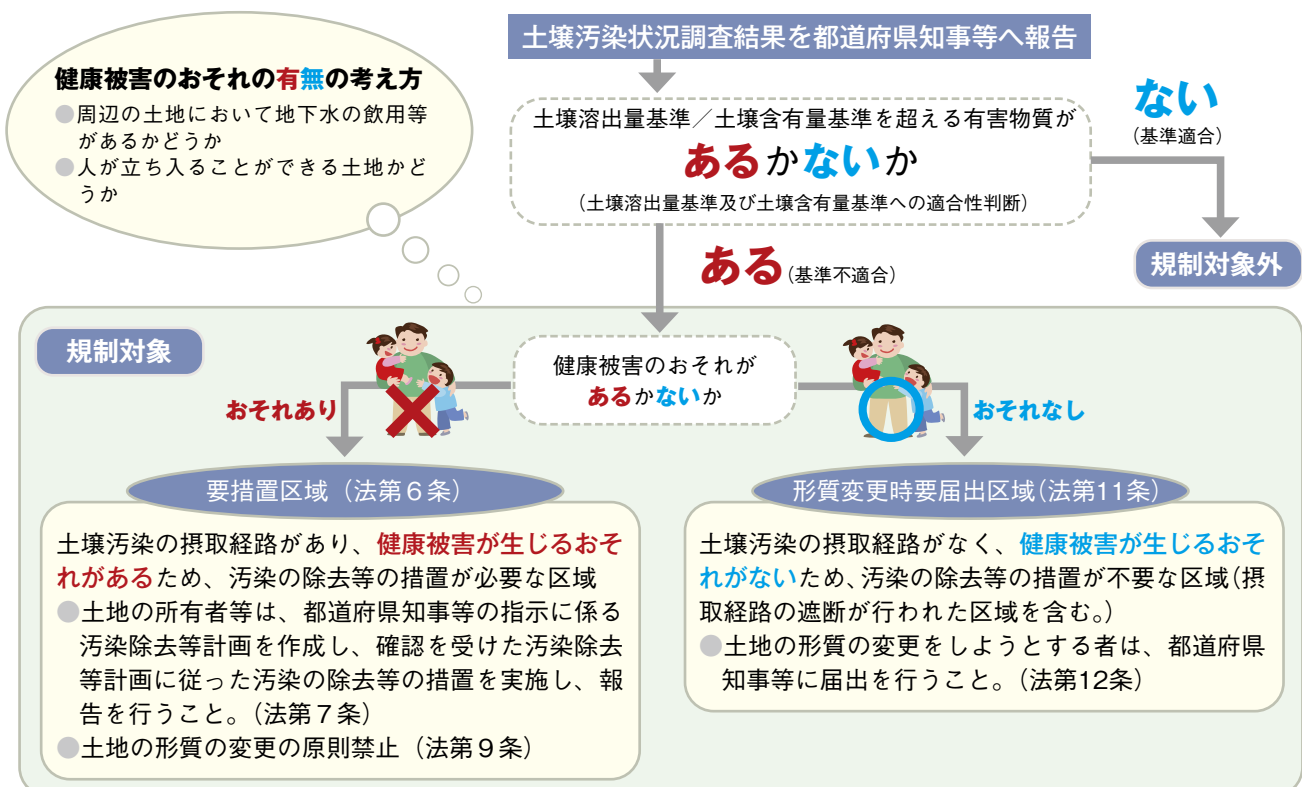 土壌汚染状況調査結果を都道府県知事等へ報告
健康被害のおそれの有無の考え方
●周辺の土地において地下水の飲用等
があるかどうか
●人が立ち入ることができる土地かど
うか
土壌溶出量基準／土壌含有量基準を超える有害物質が
あるかないか
（土壌溶出量基準及び土壌含有量基準への適合性判断）
ない
（基準適合）
規制対象外
ある（基準不適合）
規制対象
健康被害のおそれが
あるかないか
おそれあり
おそれなし
要措置区域（法第６条）
土壌汚染の摂取経路があり、健康被害が生じるおそ
れがあるため、汚染の除去等の措置が必要な区域
●土地の所有者等は、都道府県知事等の指示に係る
汚染除去等計画を作成し、確認を受けた汚染除去
等計画に従った汚染の除去等の措置を実施し、報
告を行うこと。（法第７条）
●土地の形質の変更の原則禁止（法第９条）
形質変更時要届出区域（法第11条）
土壌汚染の摂取経路がなく、健康被害が生じるおそ
れがないため、汚染の除去等の措置が不要な区域（摂
取経路の遮断が行われた区域を含む。）
●土地の形質の変更をしようとする者は、都道府県
知事等に届出を行うこと。（法第12条）